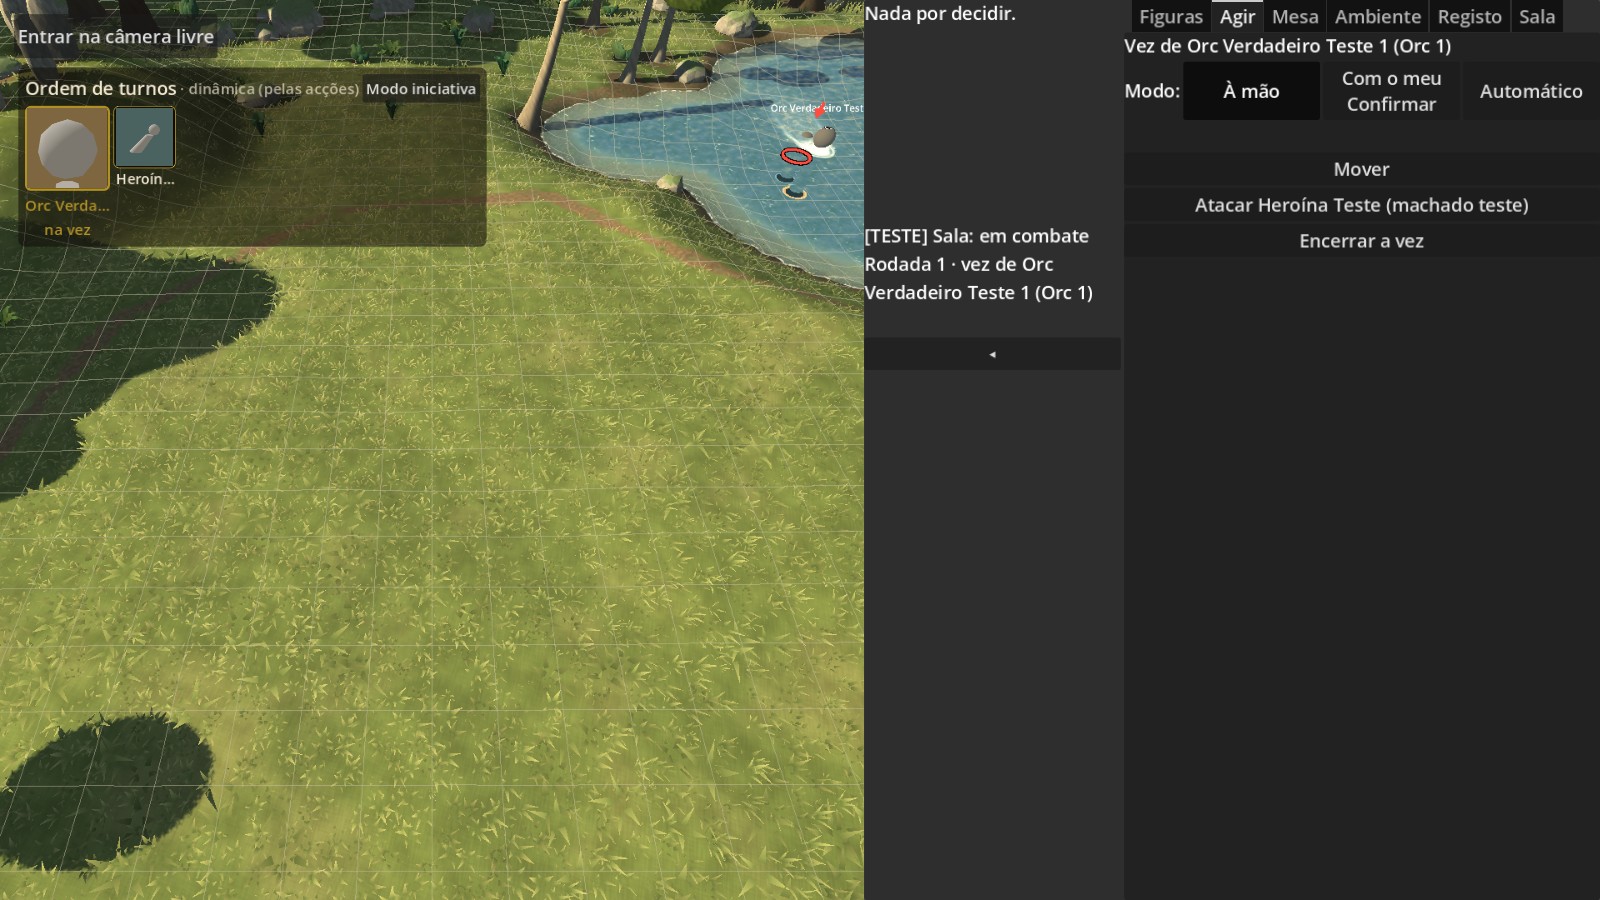 Entrar na câmera livre
Ordem de turnos · dinâmica (pelas acções) Modo iniciativa
Orc Verda...
na vez
Heroín...
Orc Verdadeiro Test
Nada por decidir.
[TESTE] Sala: em combate
Rodada 1 · vez de Orc
Verdadeiro Teste 1 (Orc 1)
Figuras Agir Mesa Ambiente Registo Sala
Vez de Orc Verdadeiro Teste 1 (Orc 1)
Modo: À mão Com o meu Confirmar Automático
Mover
Atacar Heroína Teste (machado teste)
Encerrar a vez